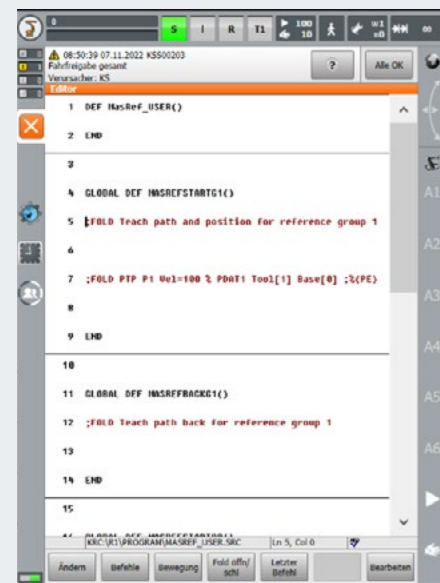 0
S I R T1 100 10 w1 =0 ∞
08:50:39 07.11.2022 KSS00203
Fahrfreigabe gesamt
Verursacher: KS
? Alle OK
Editor
1 DEF MasRef_USER()
2 END
3
4 GLOBAL DEF MASREFSTARTG1()
5 ;FOLD Teach path and position for reference group 1
6
7 ;FOLD PTP P1 Vel=100 % PDAT1 Tool[1] Base[0] ;%{PE}
8
9 END
10
11 GLOBAL DEF MASREFBACKG1()
12 ;FOLD Teach path back for reference group 1
13
14 END
15
KRC:\R1\PROGRAM\MASREF_USER.SRC Ln 5, Col 0
Ändern Befehle Bewegung Fold öffn/ schl Letzter Befehl Bearbeiten
A1
A2
A3
A4
A5
A6